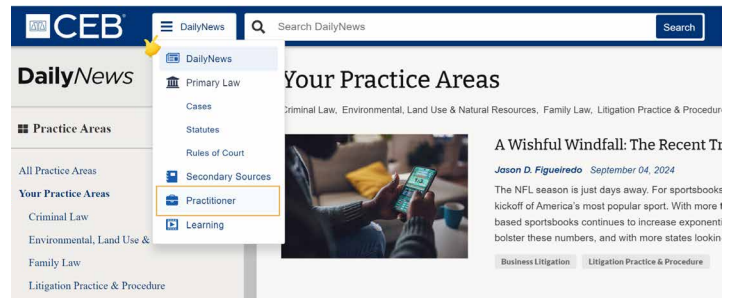 CEB
DailyNews
Search DailyNews
Search
DailyNews
Primary Law
Cases
Statutes
Rules of Court
Secondary Sources
Practitioner
Learning
DailyNews
Practice Areas
All Practice Areas
Your Practice Areas
Criminal Law
Environmental, Land Use &
Family Law
Litigation Practice & Procedure
Your Practice Areas
Criminal Law, Environmental, Land Use & Natural Resources, Family Law, Litigation Practice & Procedur
A Wishful Windfall: The Recent Tr
Jason D. Figueiredo September 04, 2024
The NFL season is just days away. For sportsbooks
kickoff of America's most popular sport. With more
based sportsbooks continues to increase exponenti
bolster these numbers, and with more states lookin
Business Litigation
Litigation Practice & Procedure